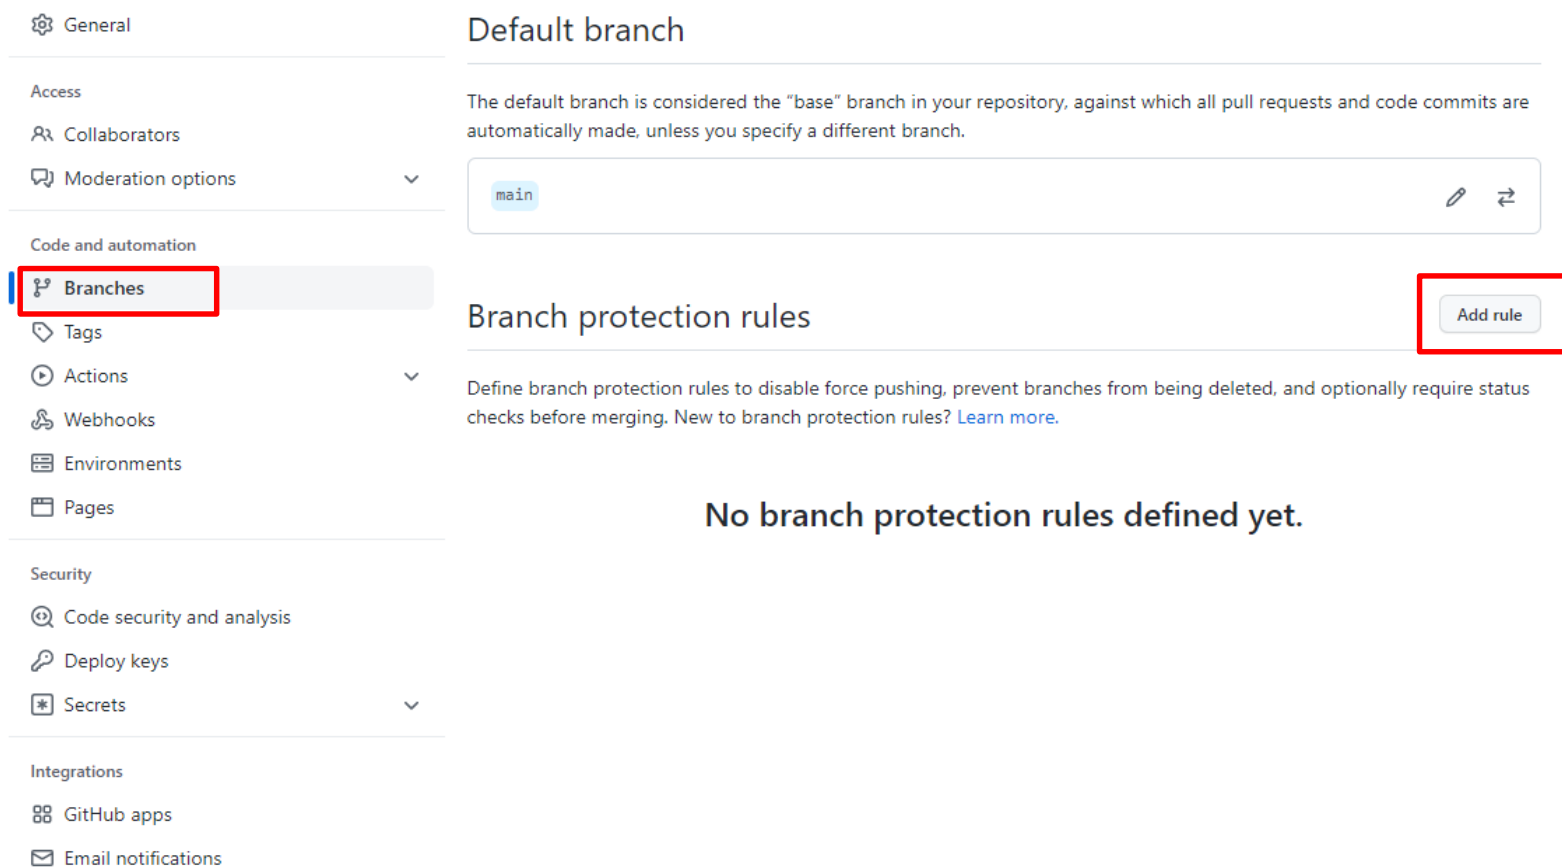 General
Access
Collaborators
Moderation options
Code and automation
Branches
Tags
Actions
Webhooks
Environments
Pages
Security
Code security and analysis
Deploy keys
Secrets
Integrations
GitHub apps
Email notifications
Default branch
The default branch is considered the “base” branch in your repository, against which all pull requests and code commits are
automatically made, unless you specify a different branch.
main
Branch protection rules
Add rule
Define branch protection rules to disable force pushing, prevent branches from being deleted, and optionally require status
checks before merging. New to branch protection rules? Learn more.
No branch protection rules defined yet.